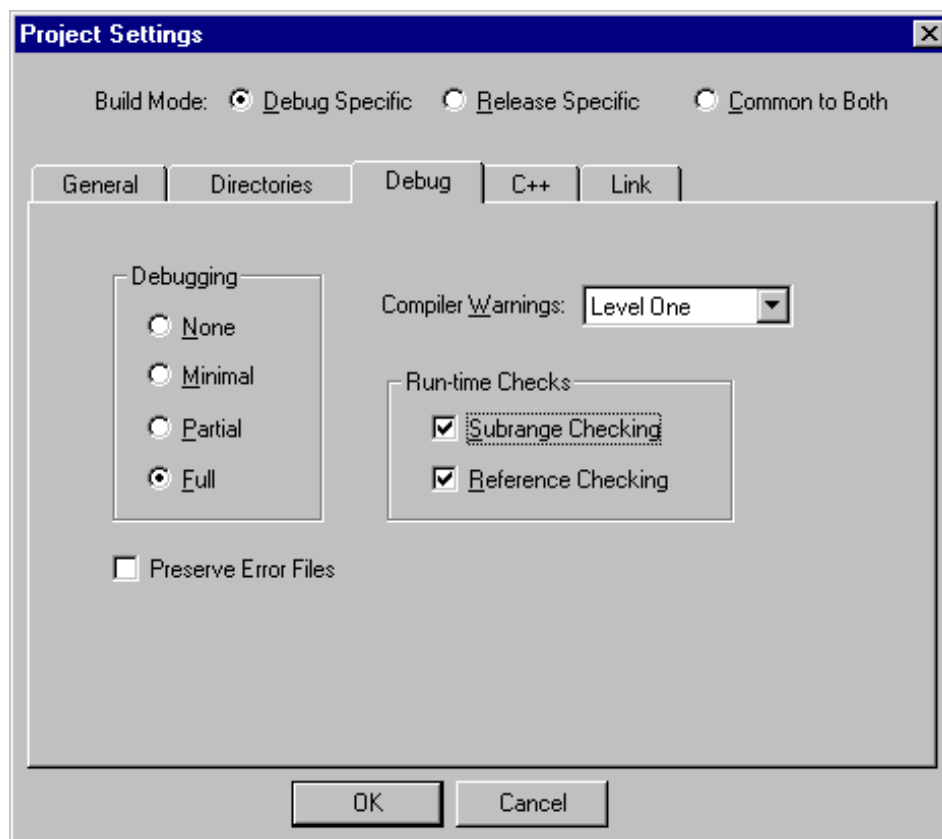 Project Settings
Build Mode: Debug Specific Release Specific Common to Both
General Directories Debug C++ Link
Debugging
None
Minimal
Partial
Full
Compiler Warnings: Level One
Run-time Checks
Subrange Checking
Reference Checking
Preserve Error Files
OK Cancel